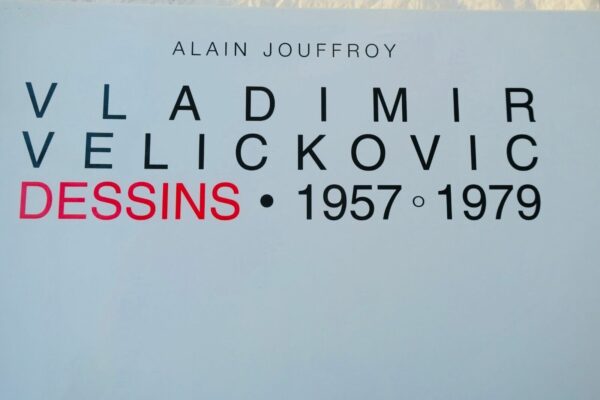 ALAIN JOUFFROY
VLADIMIR
VELICKOVIC
DESSINS • 1957 ◦ 1979